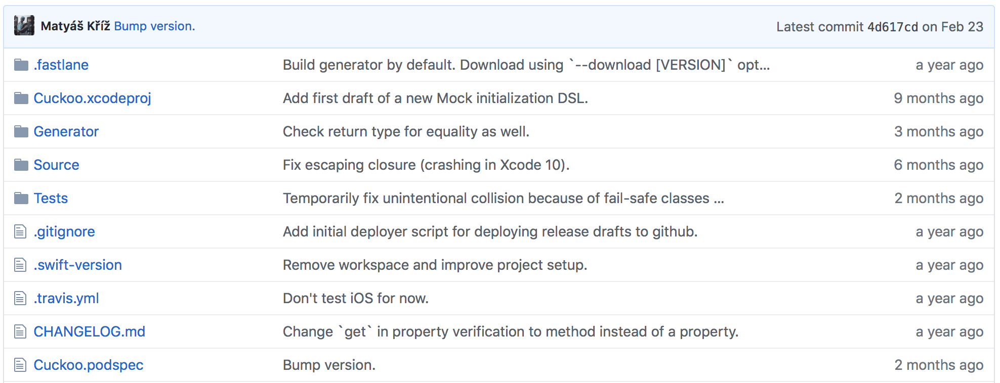 Matyáš Kříž Bump version. Latest commit 4d617cd on Feb 23
.fastlane Build generator by default. Download using `--download [VERSION]` opt... a year ago
Cuckoo.xcodeproj Add first draft of a new Mock initialization DSL. 9 months ago
Generator Check return type for equality as well. 3 months ago
Source Fix escaping closure (crashing in Xcode 10). 6 months ago
Tests Temporarily fix unintentional collision because of fail-safe classes ... 2 months ago
.gitignore Add initial deployer script for deploying release drafts to github. a year ago
.swift-version Remove workspace and improve project setup. a year ago
.travis.yml Don't test iOS for now. a year ago
CHANGELOG.md Change `get` in property verification to method instead of a property. a year ago
Cuckoo.podspec Bump version. 2 months ago